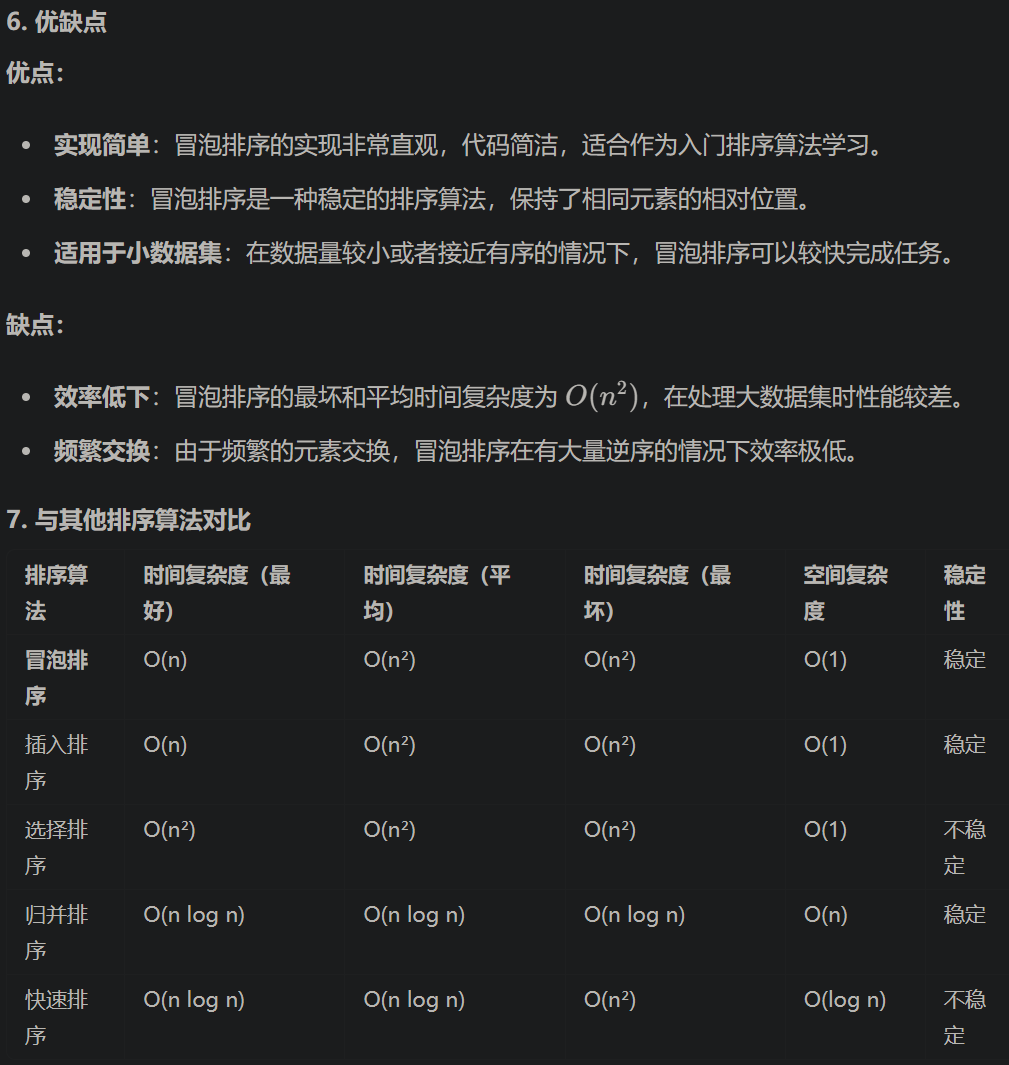 6. 优缺点
优点：
• 实现简单：冒泡排序的实现非常直观，代码简洁，适合作为入门排序算法学习。
• 稳定性：冒泡排序是一种稳定的排序算法，保持了相同元素的相对位置。
• 适用于小数据集：在数据量较小或者接近有序的情况下，冒泡排序可以较快完成任务。
缺点：
• 效率低下：冒泡排序的最坏和平均时间复杂度为 O(n²)，在处理大数据集时性能较差。
• 频繁交换：由于频繁的元素交换，冒泡排序在有大量逆序的情况下效率极低。
7. 与其他排序算法对比
排序算法 时间复杂度（最好） 时间复杂度（平均） 时间复杂度（最坏） 空间复杂度 稳定性
冒泡排序 O(n) O(n²) O(n²) O(1) 稳定
插入排序 O(n) O(n²) O(n²) O(1) 稳定
选择排序 O(n²) O(n²) O(n²) O(1) 不稳定
归并排序 O(n log n) O(n log n) O(n log n) O(n) 稳定
快速排序 O(n log n) O(n log n) O(n²) O(log n) 不稳定